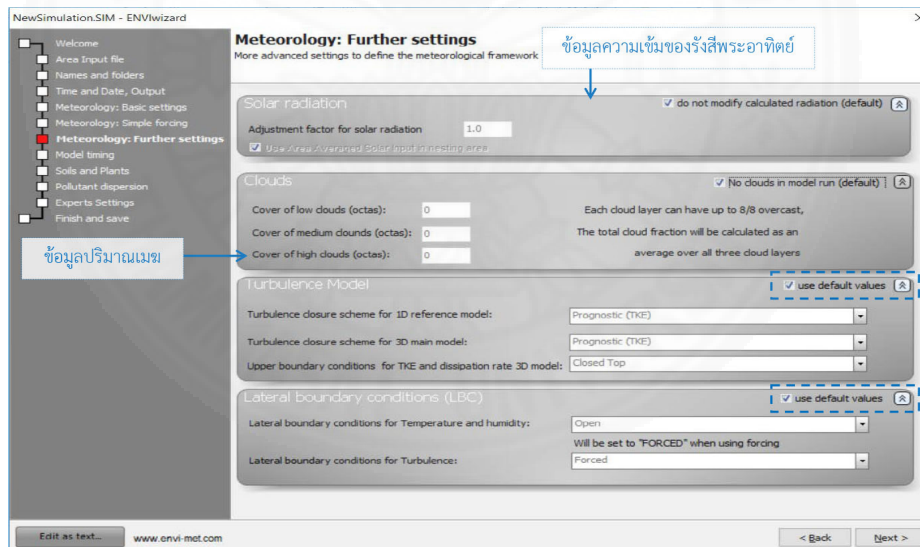 NewSimulation.SIM - ENVIwizard
Welcome
Area Input file
Names and folders
Time and Date, Output
Meteorology: Basic settings
Meteorology: Simple forcing
Meteorology: Further settings
Model timing
Soils and Plants
Pollutant dispersion
Experts Settings
Finish and save
Meteorology: Further settings
More advanced settings to define the meteorological framework
ข้อมูลความเข้มของรังสีพระอาทิตย์
Solar radiation
do not modify calculated radiation (default)
Adjustment factor for solar radiation 1.0
Use Area Averaged Solar input in nesting area
Clouds
No clouds in model run (default)
Cover of low clouds (octas): 0 Each cloud layer can have up to 8/8 overcast,
Cover of medium clounds (octas): 0 The total cloud fraction will be calculated as an
Cover of high clouds (octas): 0 average over all three cloud layers
ข้อมูลปริมาณเมฆ
Turbulence Model
use default values
Turbulence closure scheme for 1D reference model: Prognostic (TKE)
Turbulence closure scheme for 3D main model: Prognostic (TKE)
Upper boundary conditions for TKE and dissipation rate 3D model: Closed Top
Lateral boundary conditions (LBC)
use default values
Lateral boundary conditions for Temperature and humidity: Open
Will be set to "FORCED" when using forcing
Lateral boundary conditions for Turbulence: Forced
Edit as text...
www.envi-met.com
< Back
Next >